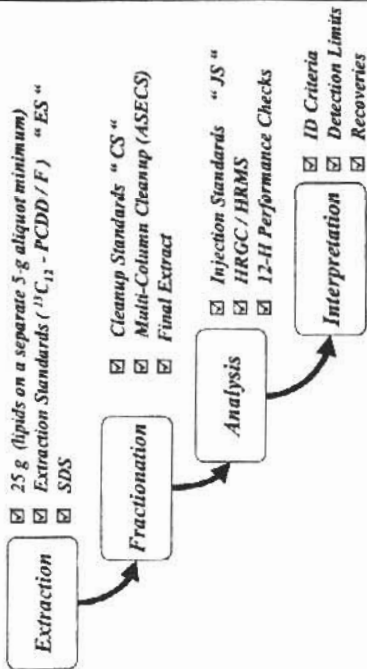 Extraction
☑ 25 g (lipids on a separate 5-g aliquot minimum)
☑ Extraction Standards ( ¹³C₁₂ - PCDD / F ) “ ES “
☑ SDS
Fractionation
☑ Cleanup Standards “ CS “
☑ Multi-Column Cleanup (ASECS)
☑ Final Extract
Analysis
☑ Injection Standards “ JS “
☑ HRGC / HRMS
☑ 12-H Performance Checks
Interpretation
☑ ID Criteria
☑ Detection Limits
☑ Recoveries